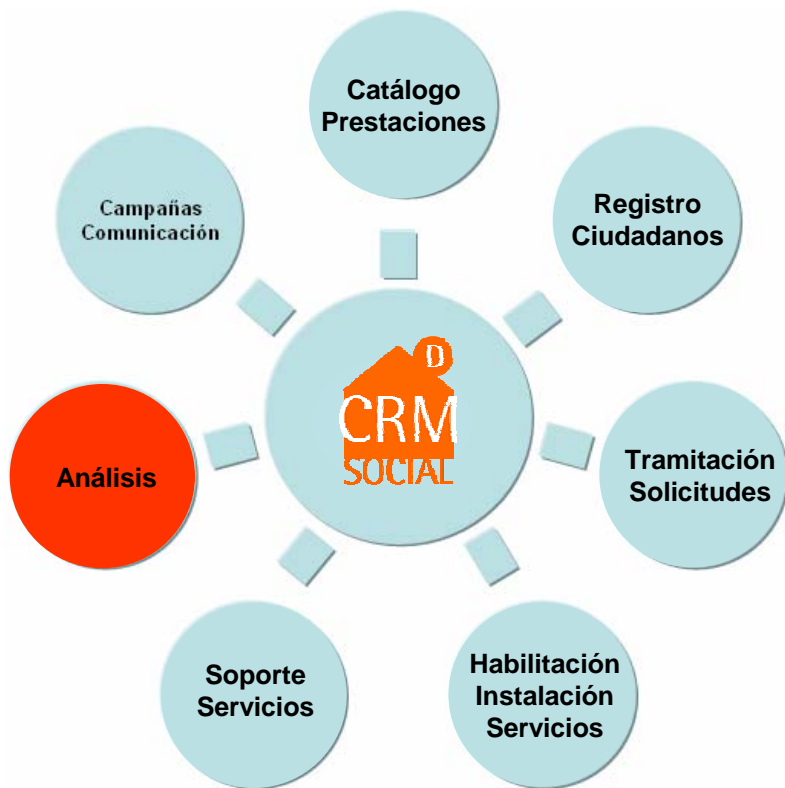 Catálogo
Prestaciones
Campañas
Comunicación
Registro
Ciudadanos
D
CRM
SOCIAL
Análisis
Tramitación
Solicitudes
Soporte
Servicios
Habilitación
Instalación
Servicios